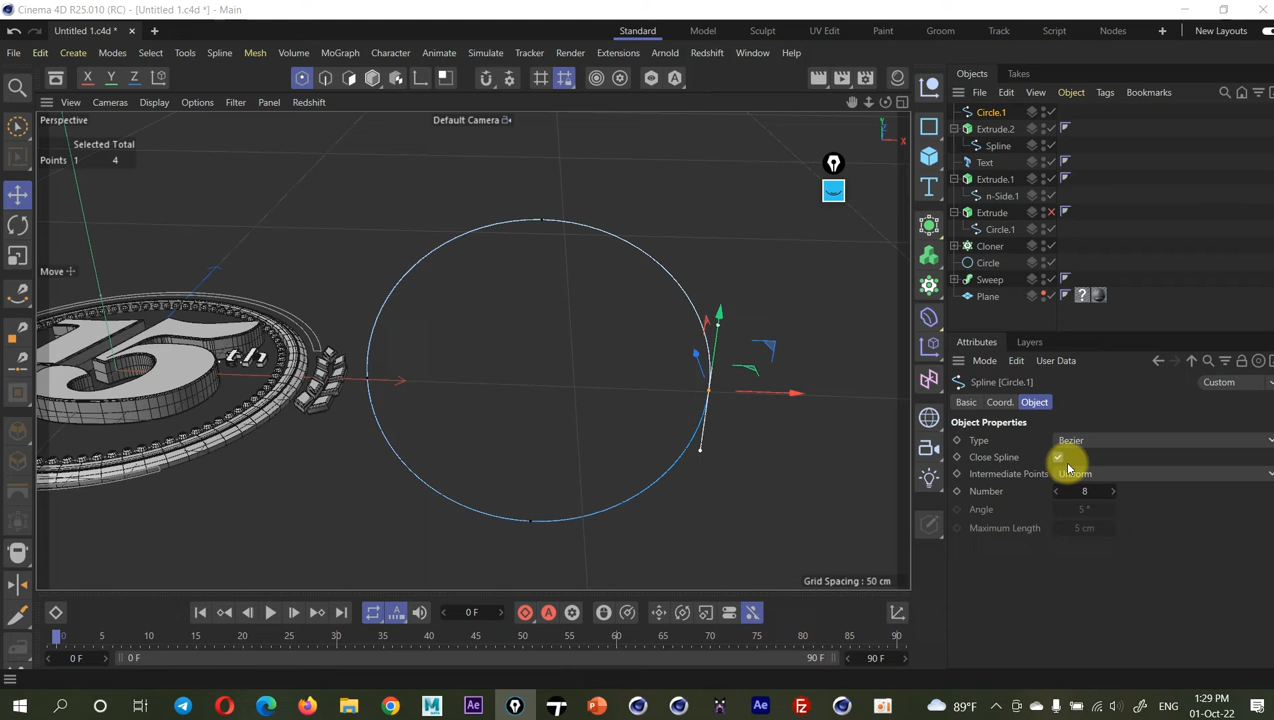 Cinema 4D R25.010 (RC) - [Untitled 1.c4d *] - Main
Untitled 1.c4d *
Standard Model Sculpt UV Edit Paint Groom Track Script Nodes New Layouts
File Edit Create Modes Select Tools Spline Mesh Volume MoGraph Character Animate Simulate Tracker Render Extensions Arnold Redshift Window Help
X Y Z
Objects Takes
File Edit View Object Tags Bookmarks
View Cameras Display Options Filter Panel Redshift
Perspective
Default Camera
Selected Total
Points 1 4
Y
Z
X
Move
Circle.1
Extrude.2
Spline
Text
Extrude.1
n-Side.1
Extrude
Circle.1
Cloner
Circle
Sweep
Plane
Attributes Layers
Mode Edit User Data
Spline [Circle.1]
Custom
Basic Coord. Object
Object Properties
Type Bezier
Close Spline
Intermediate Points Uniform
Number 8
Angle 5 °
Maximum Length 5 cm
Grid Spacing : 50 cm
0 F
0 5 10 15 20 25 30 35 40 45 50 55 60 65 70 75 80 85 90
0 F 0 F 90 F 90 F
89°F
ENG
1:29 PM
01-Oct-22